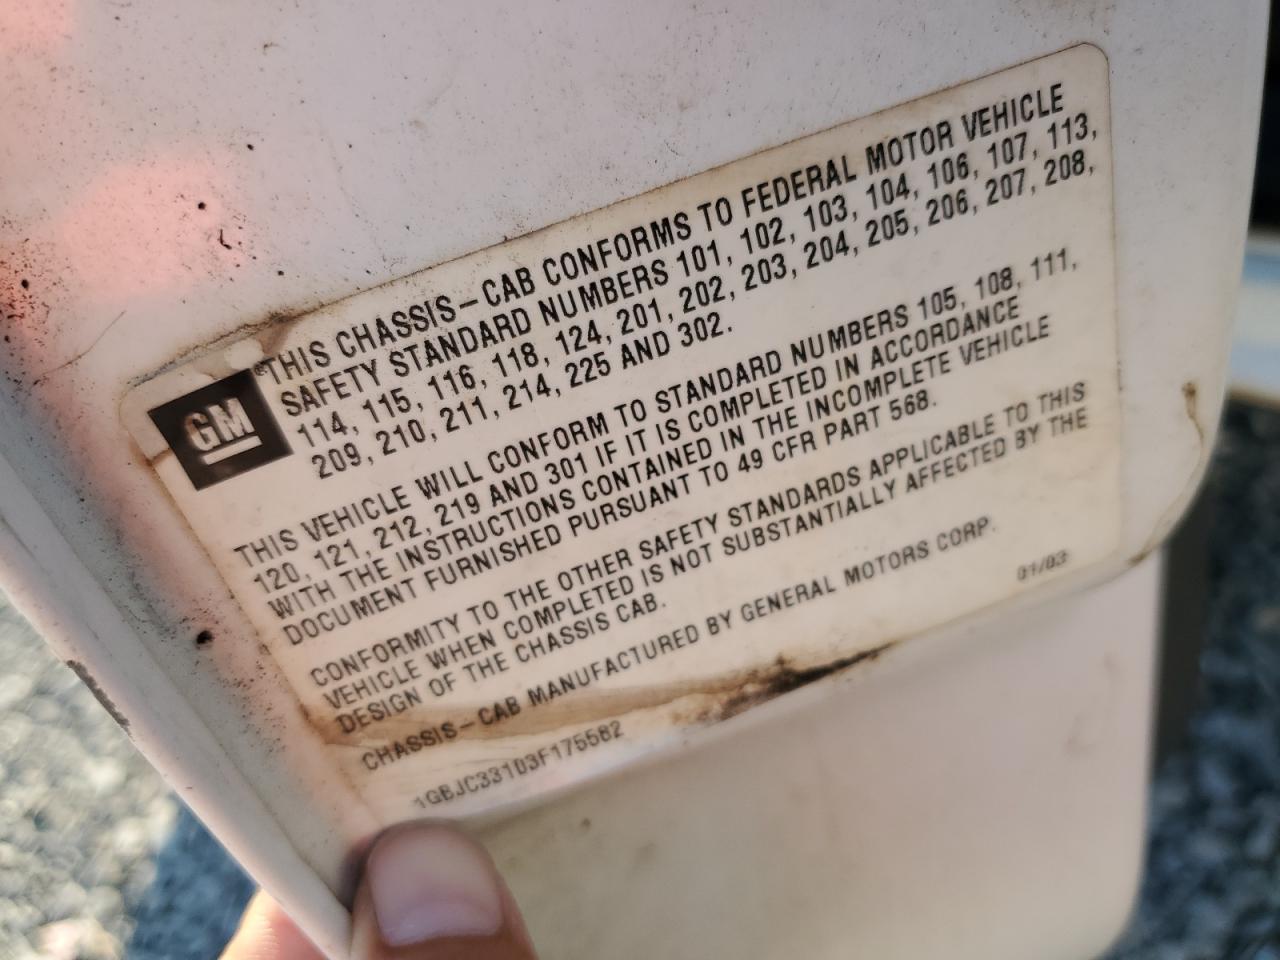 GM®
THIS CHASSIS-CAB CONFORMS TO FEDERAL MOTOR VEHICLE
SAFETY STANDARD NUMBERS 101, 102, 103, 104, 106, 107, 113,
114, 115, 116, 118, 124, 201, 202, 203, 204, 205, 206, 207, 208,
209, 210, 211, 214, 225 AND 302.
THIS VEHICLE WILL CONFORM TO STANDARD NUMBERS 105, 108, 111,
120, 121, 212, 219 AND 301 IF IT IS COMPLETED IN ACCORDANCE
WITH THE INSTRUCTIONS CONTAINED IN THE INCOMPLETE VEHICLE
DOCUMENT FURNISHED PURSUANT TO 49 CFR PART 568.
CONFORMITY TO THE OTHER SAFETY STANDARDS APPLICABLE TO THIS
VEHICLE WHEN COMPLETED IS NOT SUBSTANTIALLY AFFECTED BY THE
DESIGN OF THE CHASSIS CAB.
CHASSIS-CAB MANUFACTURED BY GENERAL MOTORS CORP.
01/03
1GBJC33103F175582